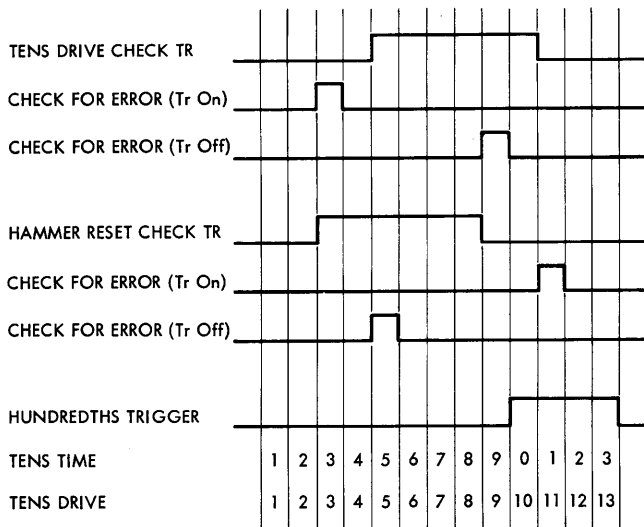 TENS DRIVE CHECK TR
CHECK FOR ERROR (Tr On)
CHECK FOR ERROR (Tr Off)
HAMMER RESET CHECK TR
CHECK FOR ERROR (Tr On)
CHECK FOR ERROR (Tr Off)
HUNDREDTHS TRIGGER
TENS TIME 1 2 3 4 5 6 7 8 9 0 1 2 3
TENS DRIVE 1 2 3 4 5 6 7 8 9 10 11 12 13